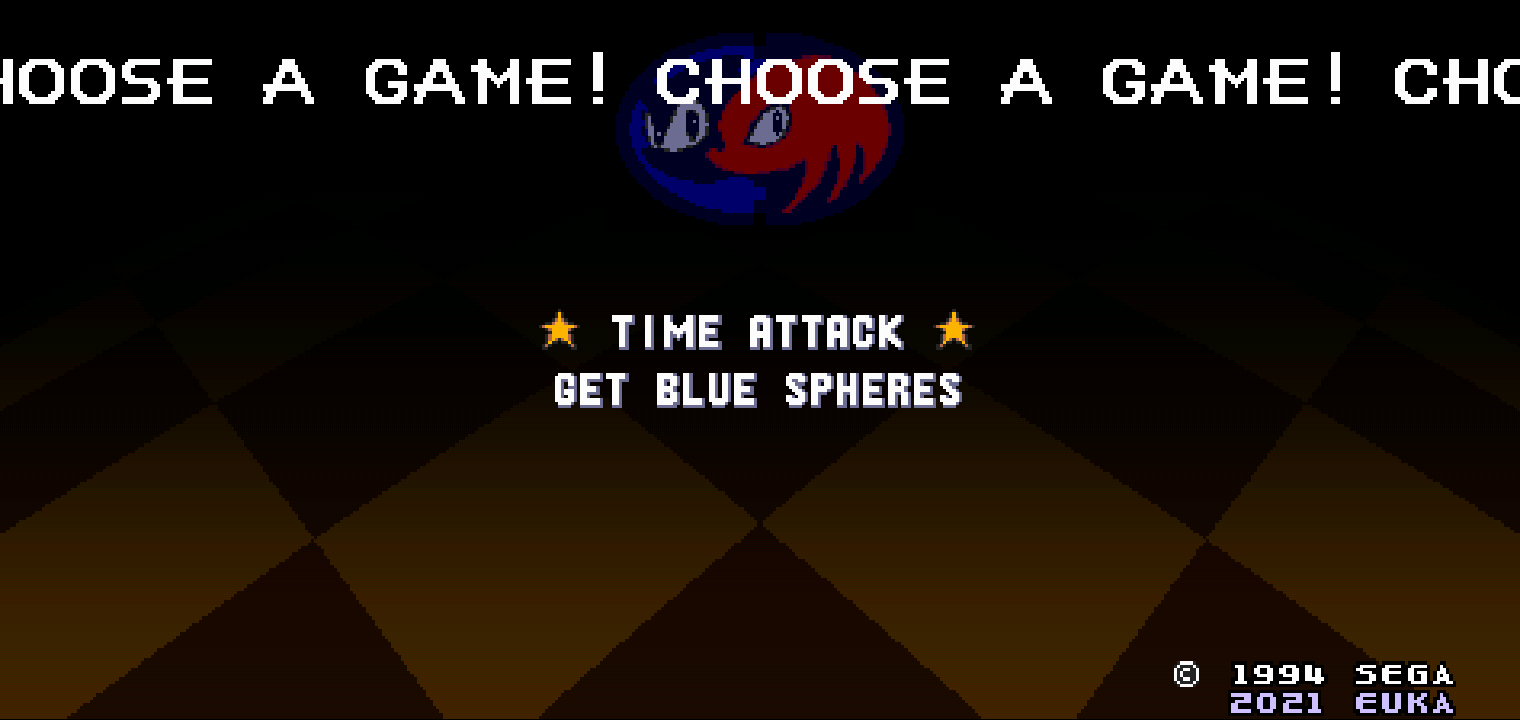 HOOSE A GAME! CHOOSE A GAME! CHO
TIME ATTACK
GET BLUE SPHERES
© 1994 SEGA
2021 EUKA